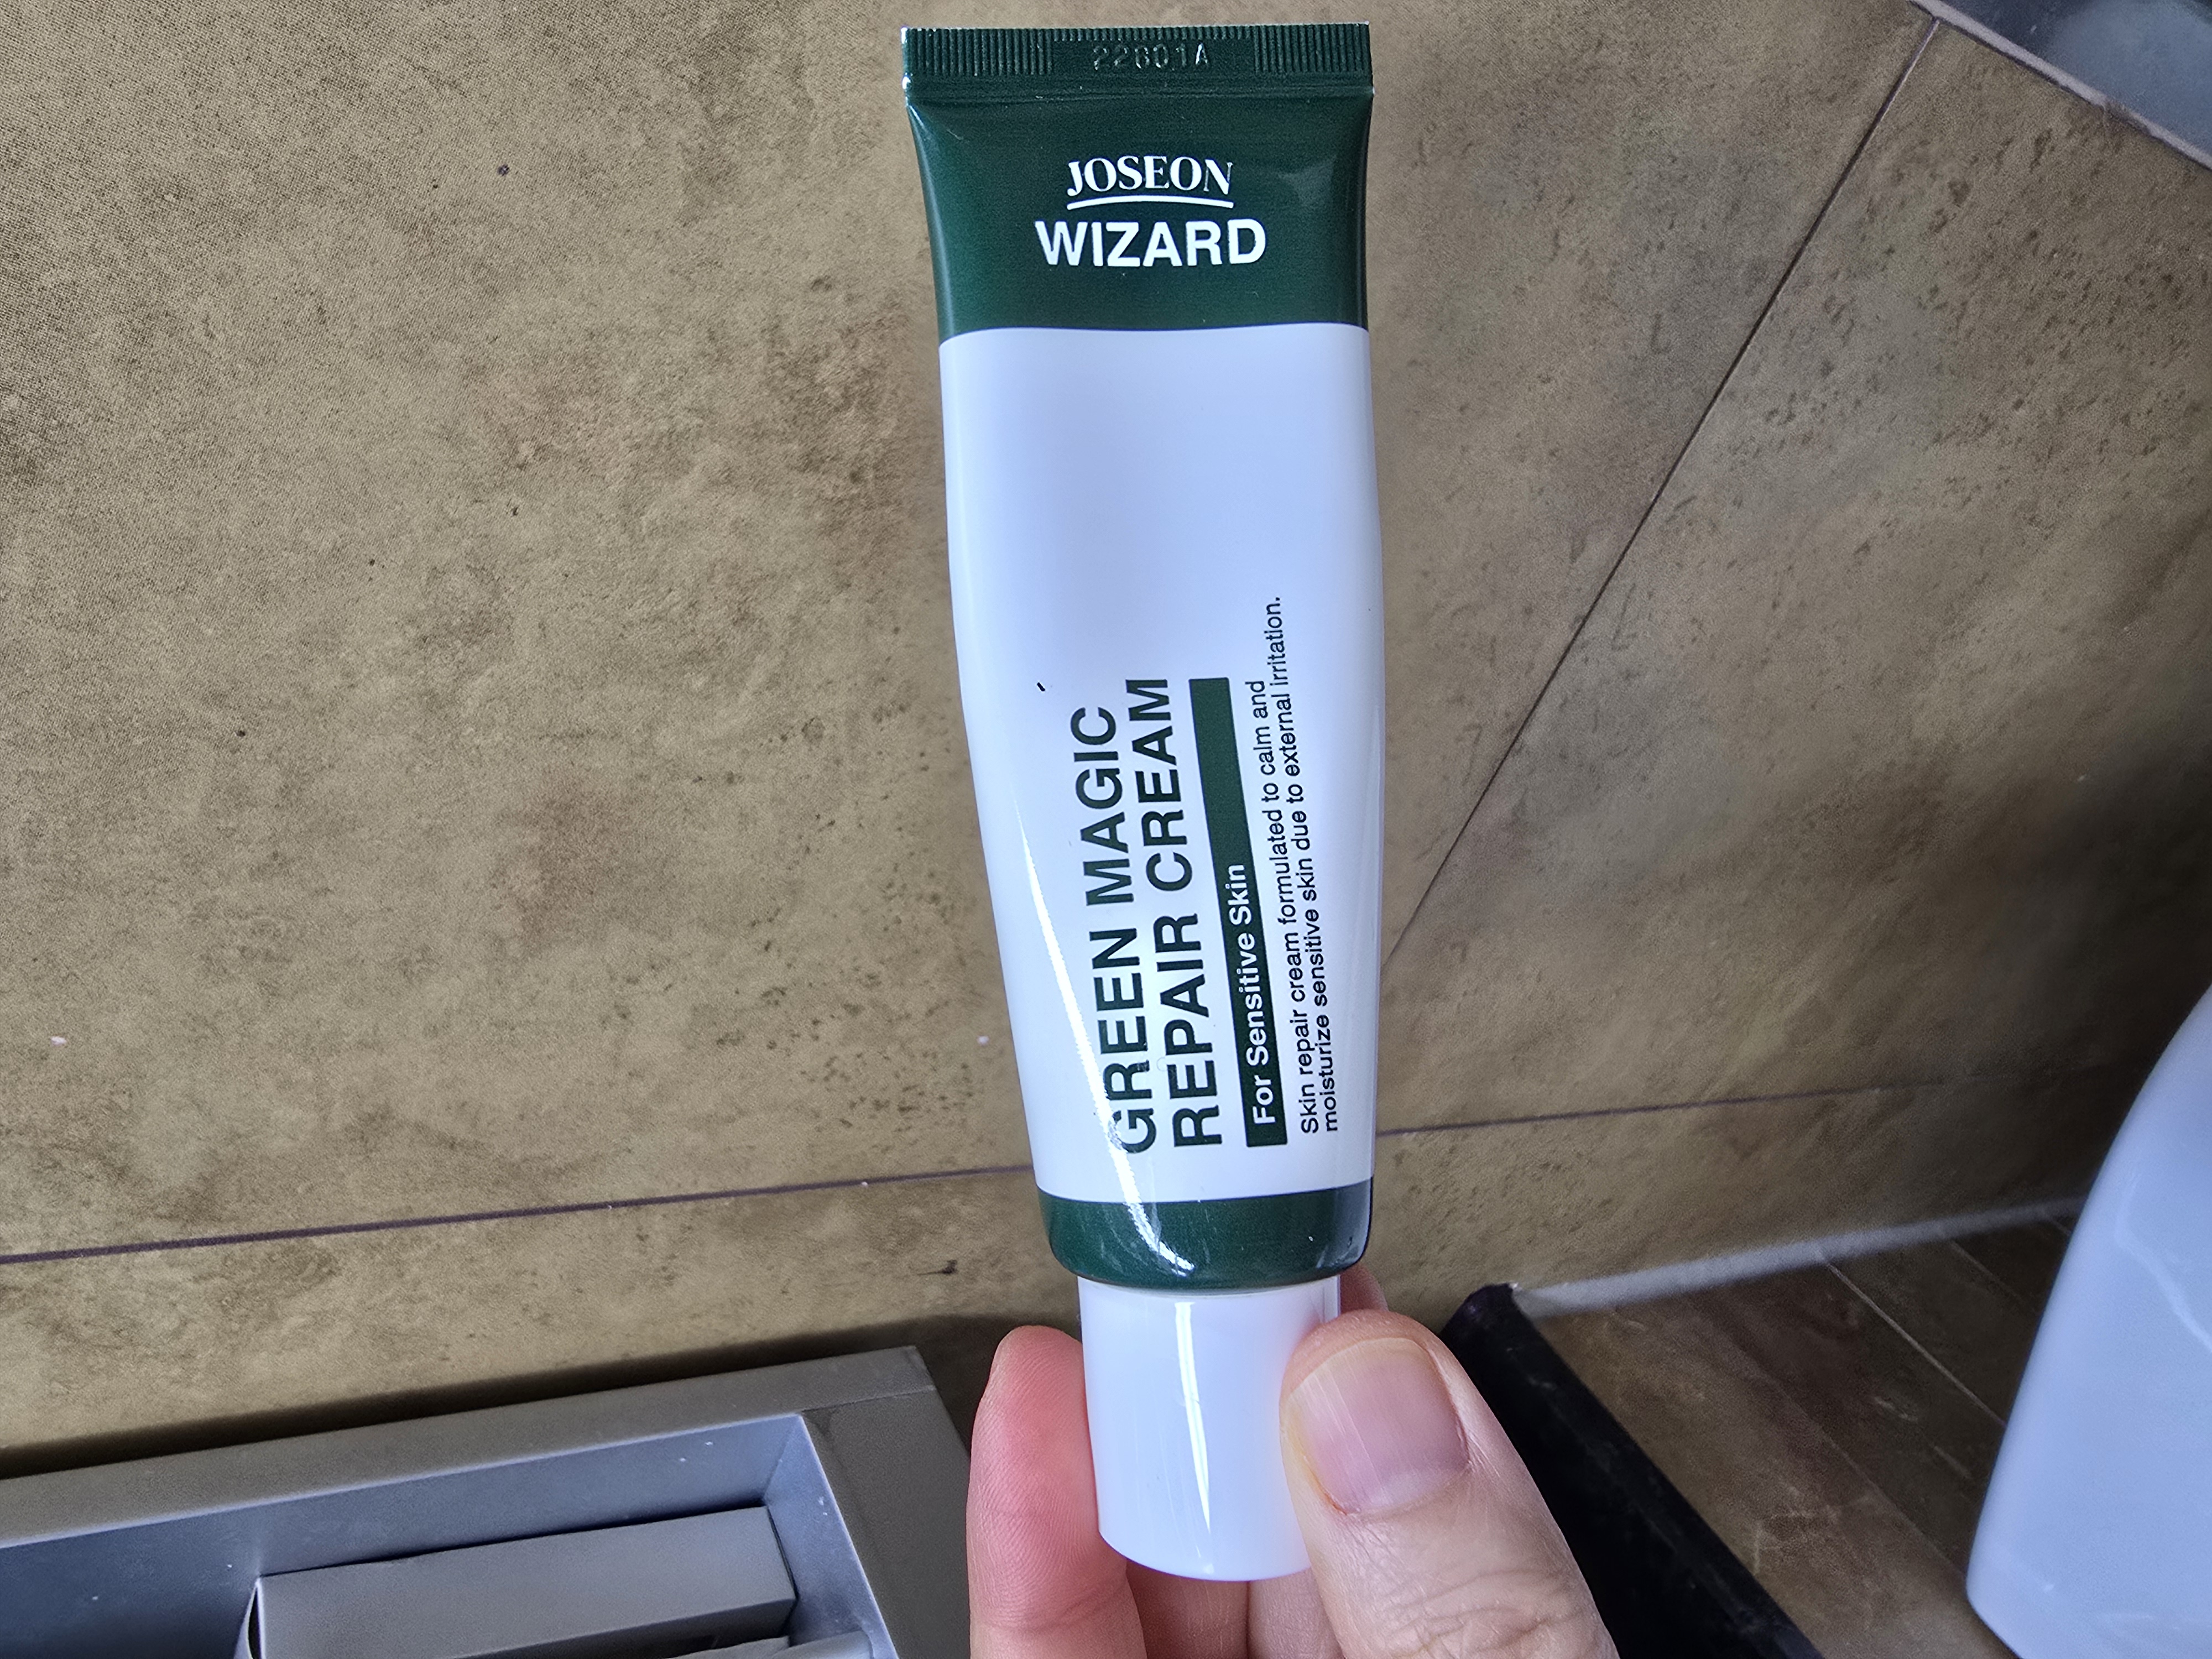 22601A
JOSEON
WIZARD
GREEN MAGIC
REPAIR CREAM
For Sensitive Skin
Skin repair cream formulated to calm and
moisturize sensitive skin due to external irritation.